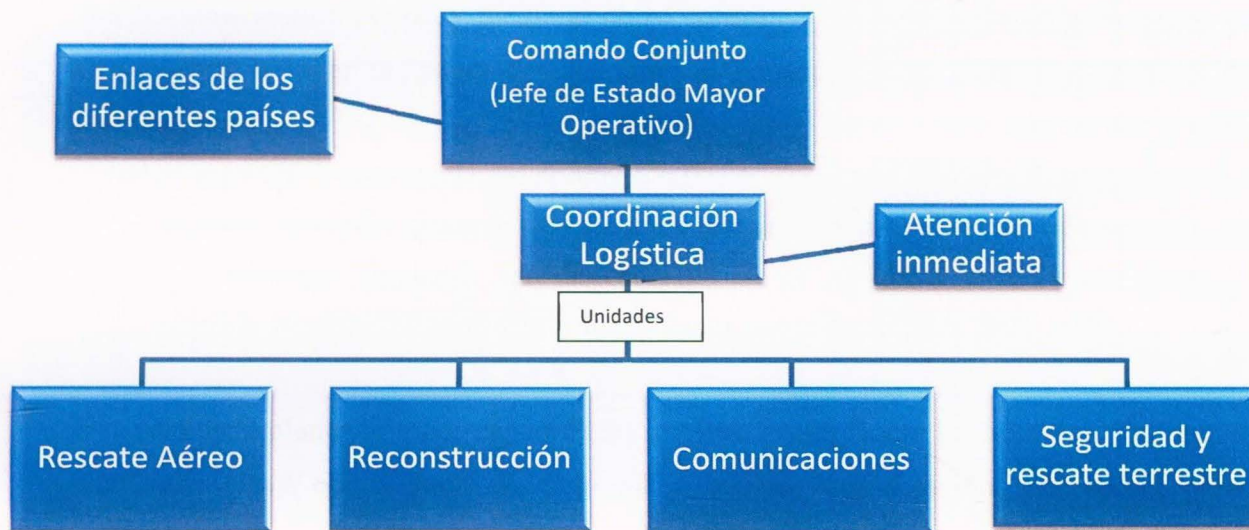 Enlaces de los
diferentes países
Comando Conjunto
(Jefe de Estado Mayor
Operativo)
Coordinación
Logística
Atención
inmediata
Unidades
Rescate Aéreo
Reconstrucción
Comunicaciones
Seguridad y
rescate terrestre